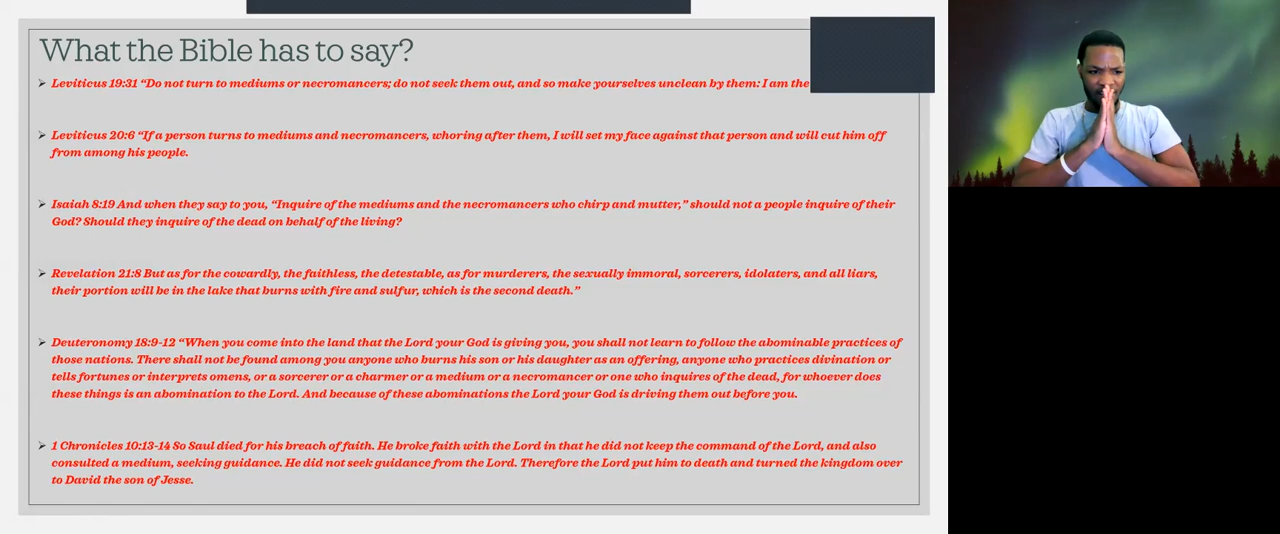 What the Bible has to say?
Leviticus 19:31 “Do not turn to mediums or necromancers; do not seek them out, and so make yourselves unclean by them: I am the
Leviticus 20:6 “If a person turns to mediums and necromancers, whoring after them, I will set my face against that person and will cut him off
from among his people.
Isaiah 8:19 And when they say to you, “Inquire of the mediums and the necromancers who chirp and mutter,” should not a people inquire of their
God? Should they inquire of the dead on behalf of the living?
Revelation 21:8 But as for the cowardly, the faithless, the detestable, as for murderers, the sexually immoral, sorcerers, idolaters, and all liars,
their portion will be in the lake that burns with fire and sulfur, which is the second death.”
Deuteronomy 18:9-12 “When you come into the land that the Lord your God is giving you, you shall not learn to follow the abominable practices of
those nations. There shall not be found among you anyone who burns his son or his daughter as an offering, anyone who practices divination or
tells fortunes or interprets omens, or a sorcerer or a charmer or a medium or a necromancer or one who inquires of the dead, for whoever does
these things is an abomination to the Lord. And because of these abominations the Lord your God is driving them out before you.
1 Chronicles 10:13-14 So Saul died for his breach of faith. He broke faith with the Lord in that he did not keep the command of the Lord, and also
consulted a medium, seeking guidance. He did not seek guidance from the Lord. Therefore the Lord put him to death and turned the kingdom over
to David the son of Jesse.